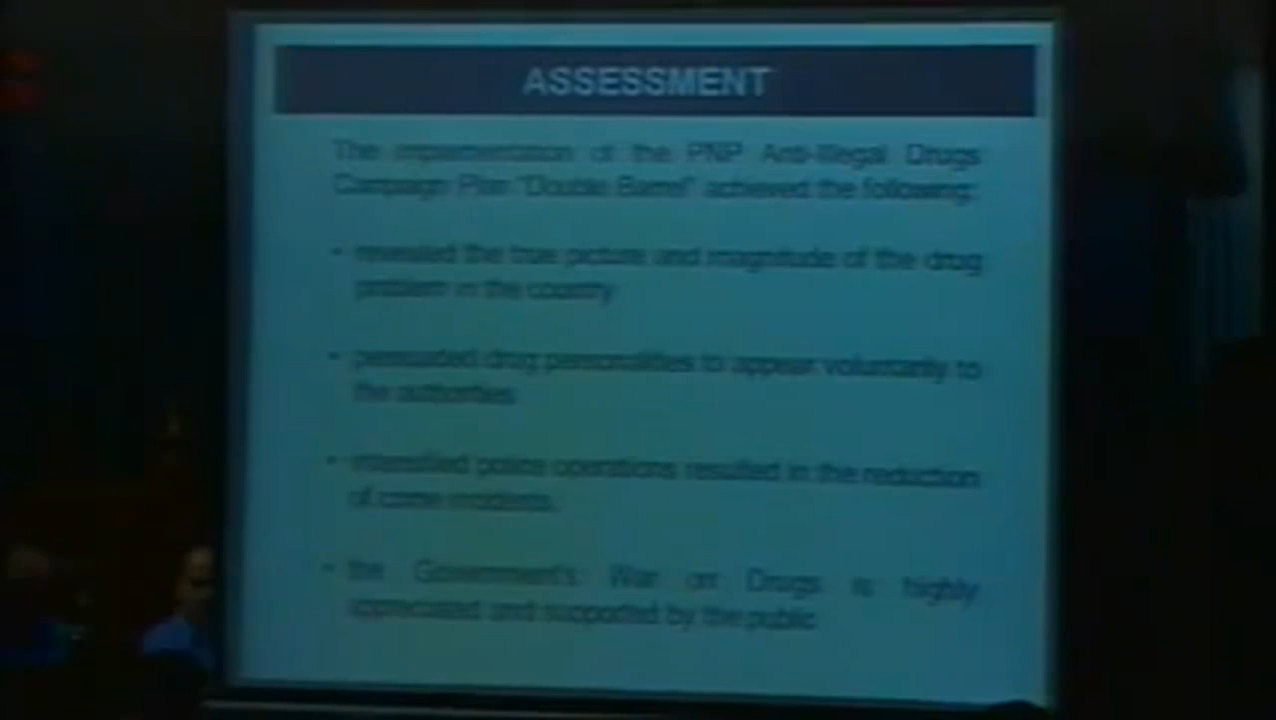 ASSESSMENT
The implementation of the PNP Anti-Illegal Drugs
Campaign Plan "Double Barrel" achieved the following:
• revealed the true picture and magnitude of the drug
problem in the country
• persuaded drug personalities to appear voluntarily to
the authorities
• intensified police operations resulted in the reduction
of crime incidents.
• the Government's War on Drugs is highly
appreciated and supported by the public